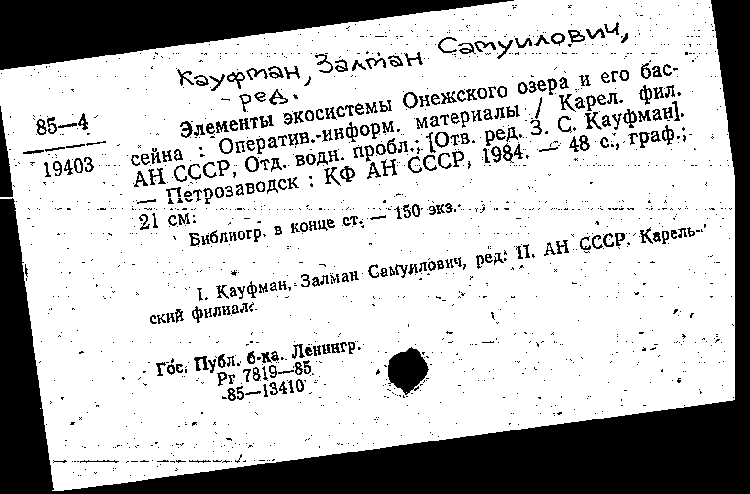 Кауфман, Залман Самуилович,
ред.
85—4
19403
Элементы экосистемы Онежского озера и его бас-
сейна : Оператив.-информ. материалы / Карел. фил.
АН СССР, Отд. водн. пробл.; [Отв. ред. З. С. Кауфман].
— Петрозаводск : КФ АН СССР, 1984. — 48 с., граф.;
21 см.
Библиогр. в конце ст. — 150 экз.
I. Кауфман, Залман Самуилович, ред. II. АН СССР. Карель-
ский филиал.
Гос. Публ. б-ка. Ленингр.
Рг 7819—85
85—13410